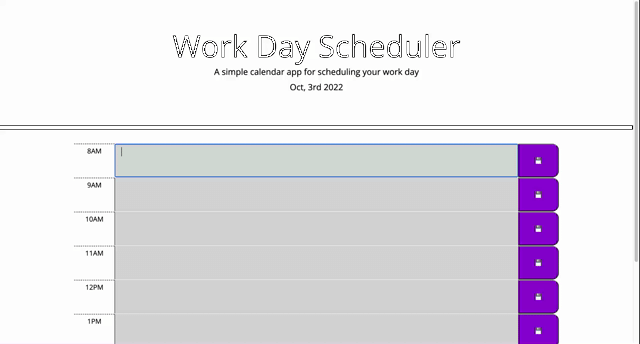 Work Day Scheduler
A simple calendar app for scheduling your work day
Oct, 3rd 2022
8AM
9AM
10AM
11AM
12PM
1PM